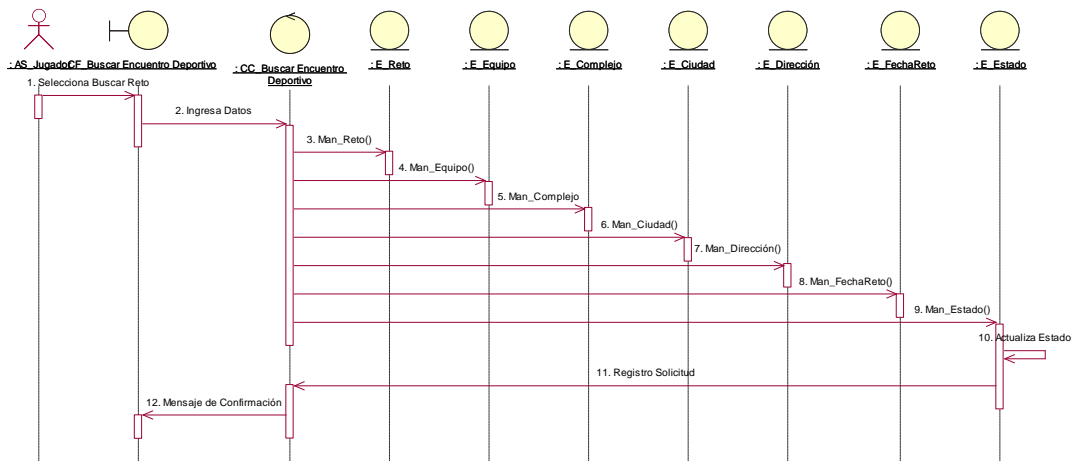 : AS_Jugador
: CF_Buscar Encuentro Deportivo
: CC_Buscar Encuentro
Deportivo
: E_Reto
: E_Equipo
: E_Complejo
: E_Ciudad
: E_Dirección
: E_FechaReto
: E_Estado
1. Selecciona Buscar Reto
2. Ingresa Datos
3. Man_Reto()
4. Man_Equipo()
5. Man_Complejo
6. Man_Ciudad()
7. Man_Dirección()
8. Man_FechaReto()
9. Man_Estado()
10. Actualiza Estado
11. Registro Solicitud
12. Mensaje de Confirmación